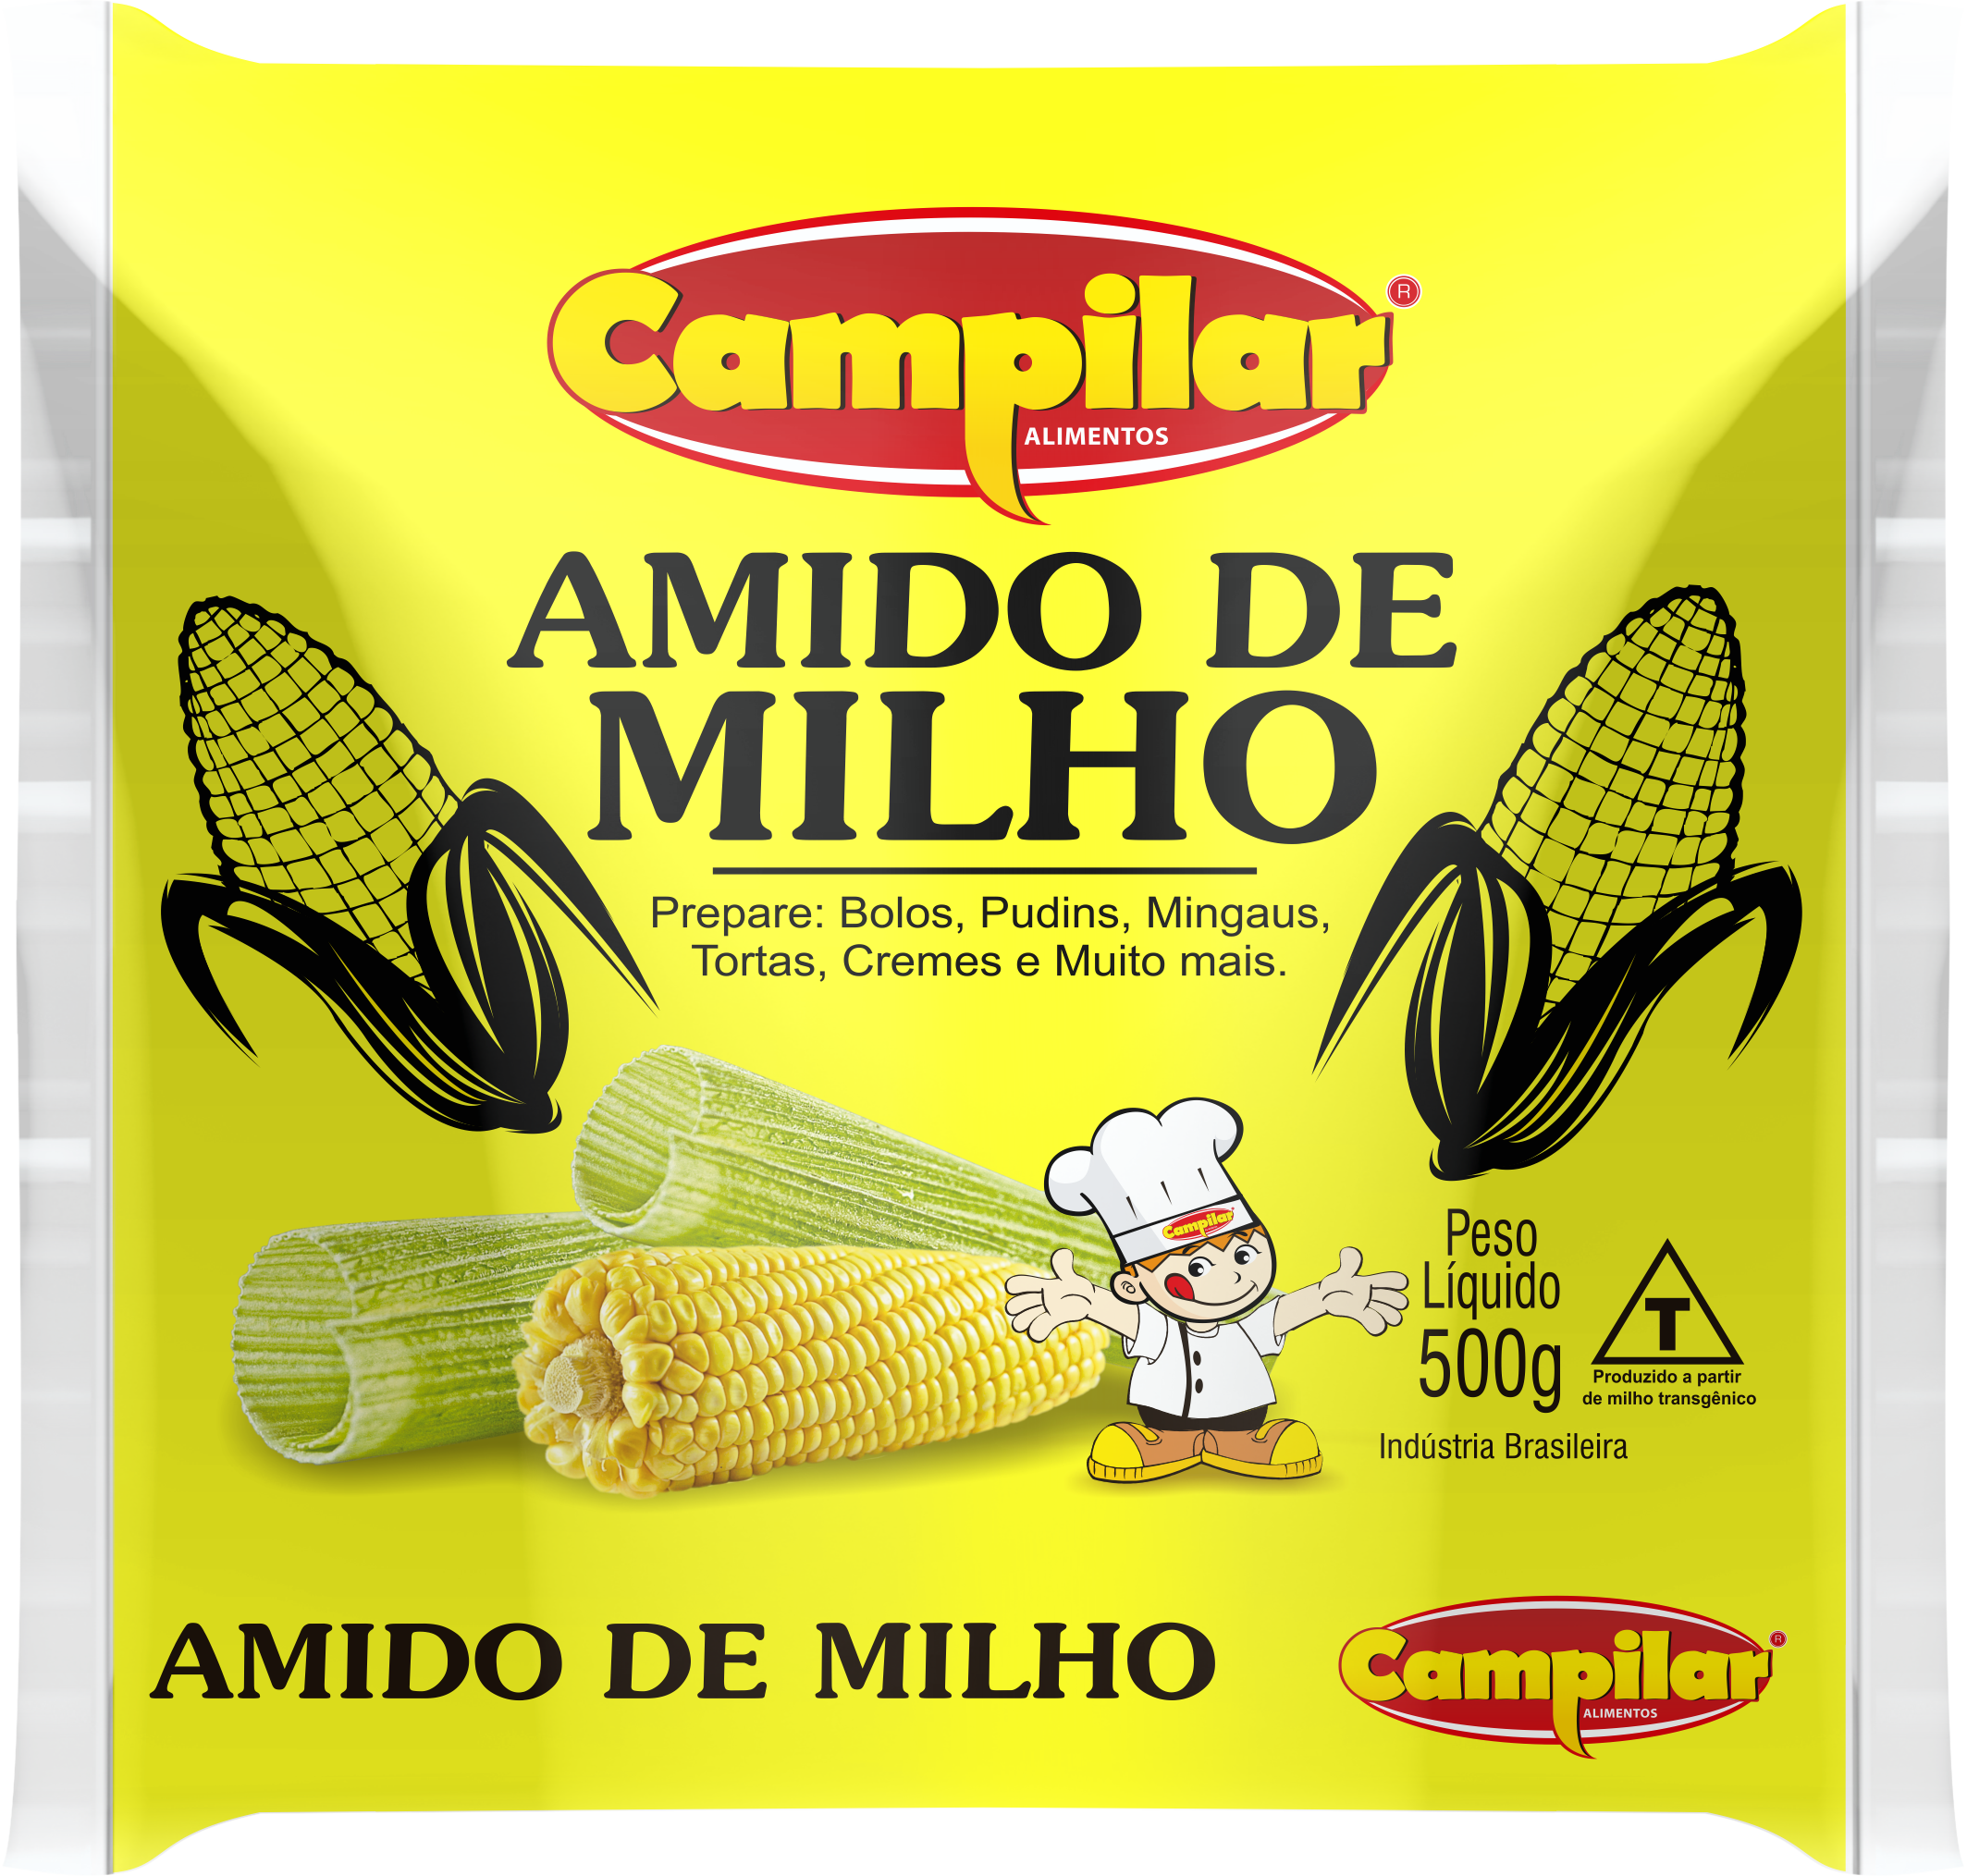 Campilar
®
ALIMENTOS
AMIDO DE
MILHO
Prepare: Bolos, Pudins, Mingaus,
Tortas, Cremes e Muito mais.
Campilar
Peso
Líquido
500g
T
Produzido a partir
de milho transgênico
Indústria Brasileira
AMIDO DE MILHO
Campilar
®
ALIMENTOS